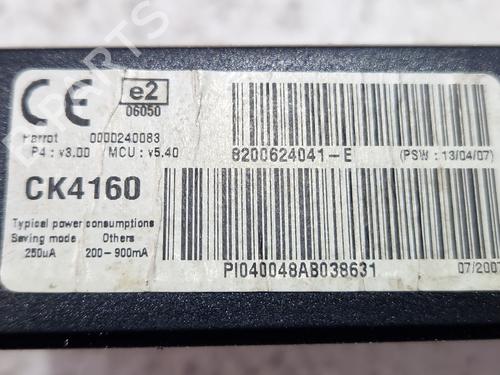 CE
e2
06050
Parrot 0000240083
P4 : v3.00 MCU : v5.40
8200624041-E (PSW : 13/04/07)
CK4160
Typical power consumptions
Saving mode Others
250uA 200-900mA
PI040048AB038631 07/2007